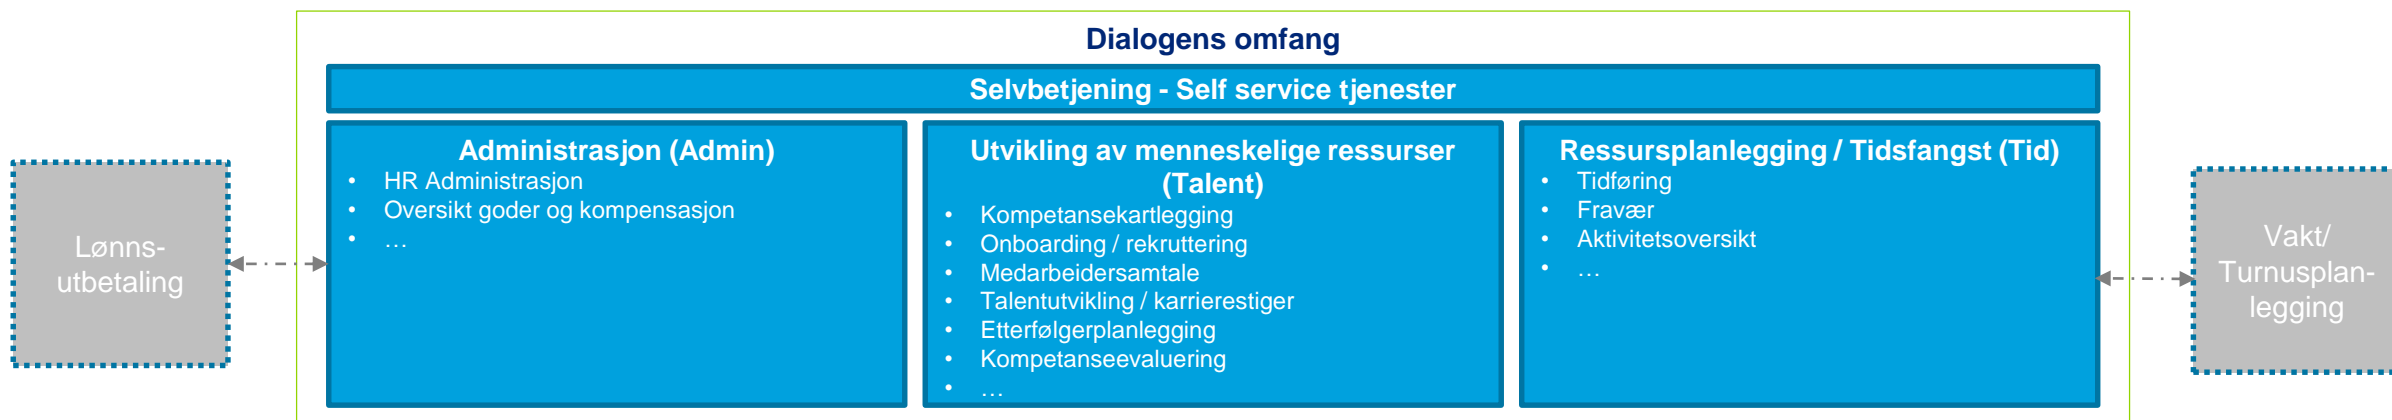 Dialogens omfang
Selvbetjening - Self service tjenester
Lønns-
utbetaling
Administrasjon (Admin)
• HR Administrasjon
• Oversikt goder og kompensasjon
• …
Utvikling av menneskelige ressurser
(Talent)
• Kompetansekartlegging
• Onboarding / rekruttering
• Medarbeidersamtale
• Talentutvikling / karrierestiger
• Etterfølgerplanlegging
• Kompetanseevaluering
• …
Ressursplanlegging / Tidsfangst (Tid)
• Tidføring
• Fravær
• Aktivitetsoversikt
• …
Vakt/
Turnusplan-
legging